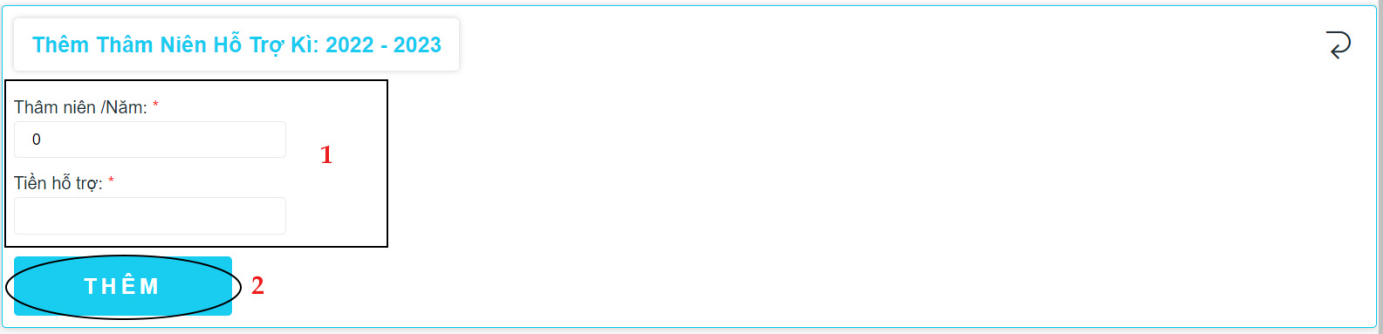 Thêm Thâm Niên Hỗ Trợ Kì: 2022 - 2023
Thâm niên /Năm: *
0
1
Tiền hỗ trợ: *
THÊM
2